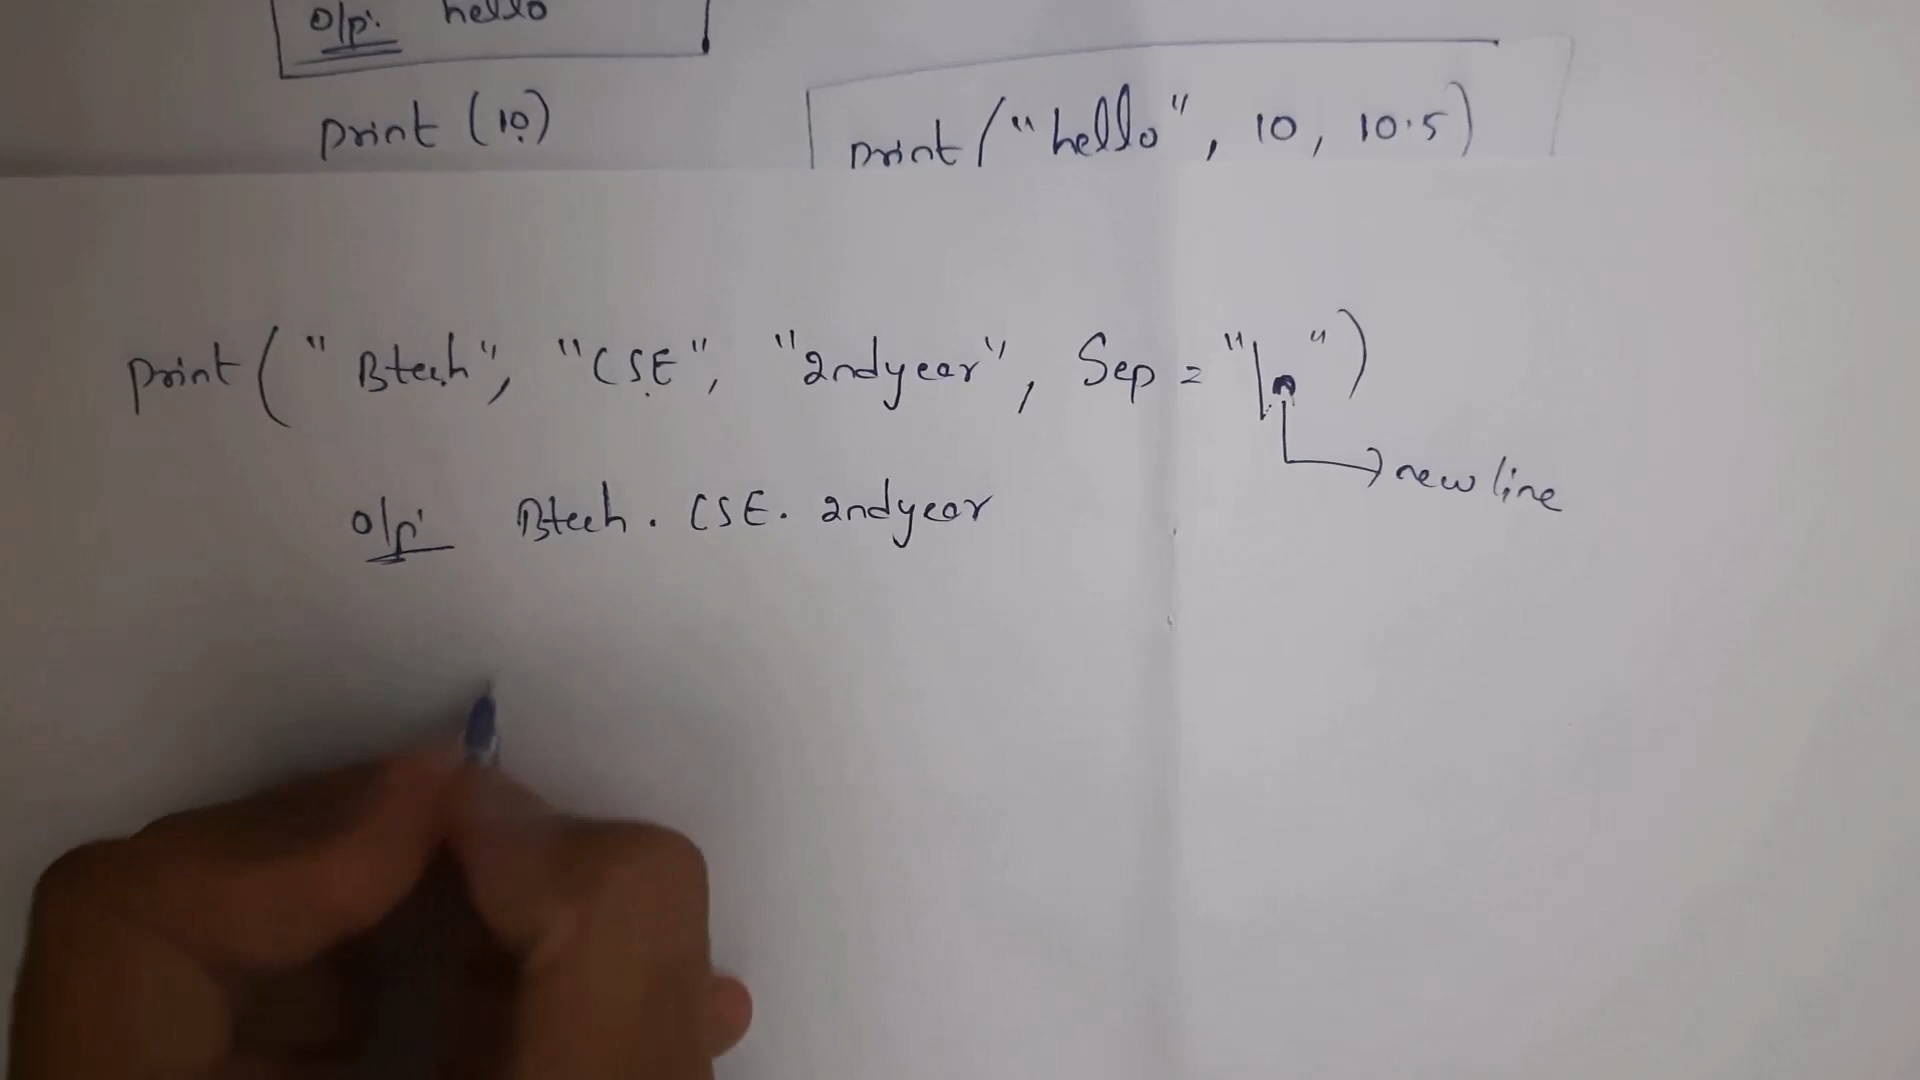 O/p: hello
print (10)
print ("hello", 10, 10.5)
print ("Btech", "CSE", "2ndyear", Sep = "\n")
new line
O/p: Btech. CSE. 2ndyear